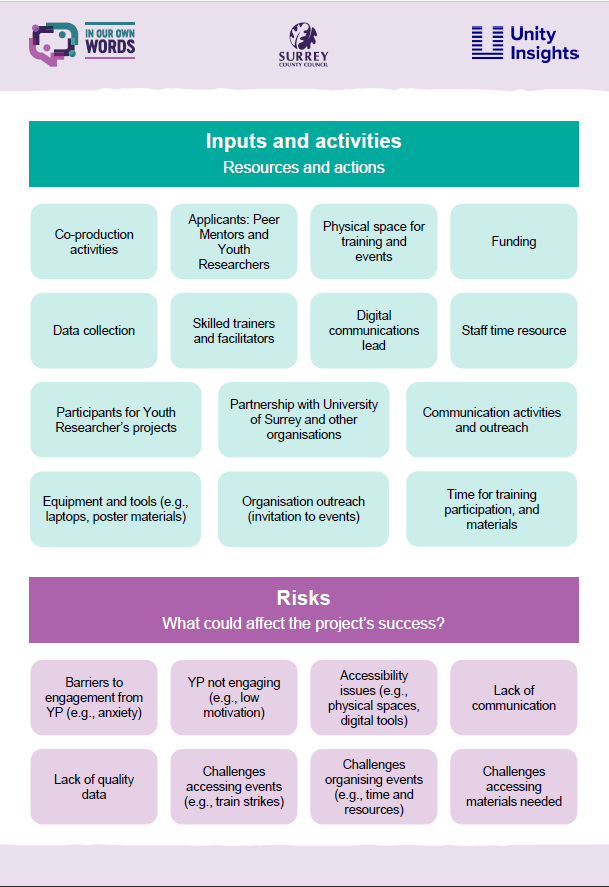 IN OUR OWN
WORDS
SURREY
COUNTY COUNCIL
Unity
Insights
Inputs and activities
Resources and actions
Co-production
activities
Applicants: Peer
Mentors and
Youth
Researchers
Physical space for
training and
events
Funding
Data collection
Skilled trainers
and facilitators
Digital
communications
lead
Staff time resource
Participants for Youth
Researcher's projects
Partnership with University
of Surrey and other
organisations
Communication activities
and outreach
Equipment and tools (e.g.,
laptops, poster materials)
Organisation outreach
(invitation to events)
Time for training
participation, and
materials
Risks
What could affect the project's success?
Barriers to
engagement from
YP (e.g., anxiety)
YP not engaging
(e.g., low
motivation)
Accessibility
issues (e.g.,
physical spaces,
digital tools)
Lack of
communication
Lack of quality
data
Challenges
accessing events
(e.g., train strikes)
Challenges
organising events
(e.g., time and
resources)
Challenges
accessing
materials needed